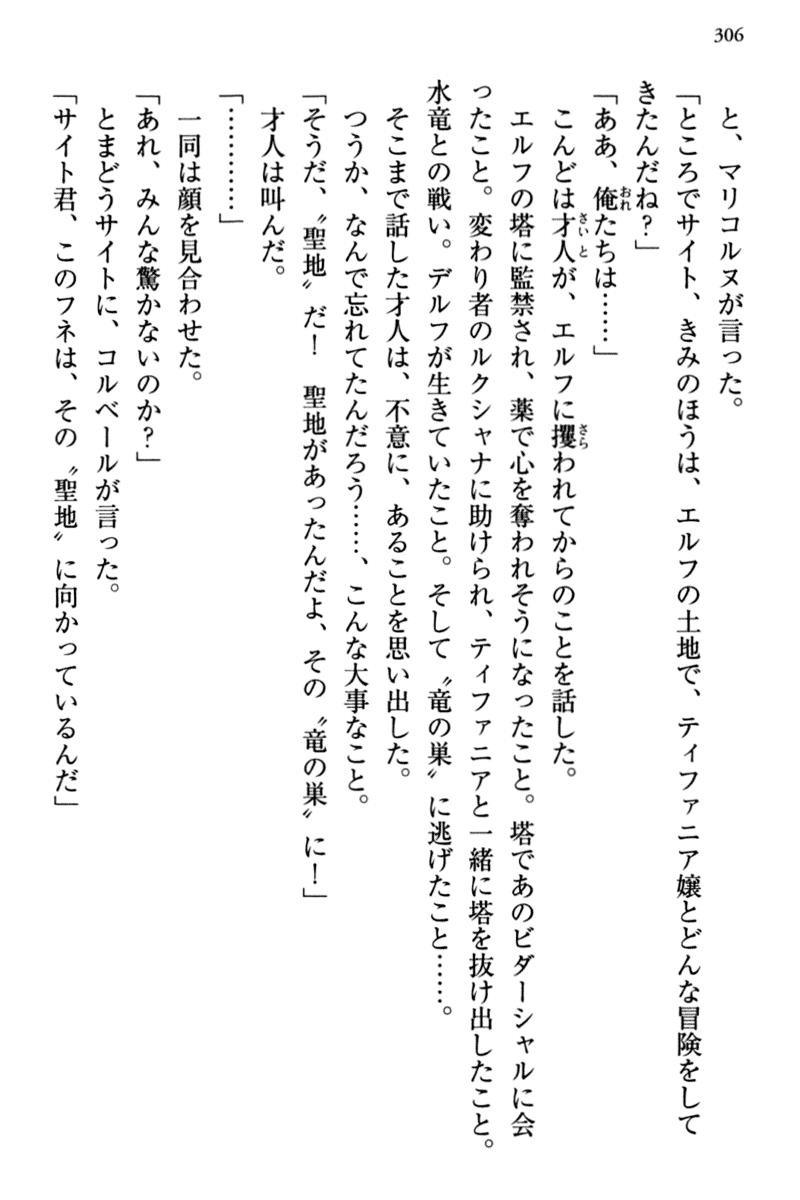 306
と、マリコルヌが言った。
「ところでサイト、きみのほうは、エルフの土地で、ティファニア嬢とどんな冒険をして
きたんだね？」
「ああ、俺たちは……」
こんどは才人が、エルフに攫われてからのことを話した。
エルフの塔に監禁され、薬で心を奪われそうになったこと。塔であのビダーシャルに会
ったこと。変わり者のルクシャナに助けられ、ティファニアと一緒に塔を抜け出したこと。
水竜との戦い。デルフが生きていたこと。そして〝竜の巣〟に逃げたこと……。
そこまで話した才人は、不意に、あることを思い出した。
つうか、なんで忘れてたんだろう……、こんな大事なこと。
「そうだ、〝聖地〟だ！　聖地があったんだよ、その〝竜の巣〟に！」
才人は叫んだ。
「…………」
一同は顔を見合わせた。
「あれ、みんな驚かないのか？」
とまどうサイトに、コルベールが言った。
「サイト君、このフネは、その〝聖地〟に向かっているんだ」